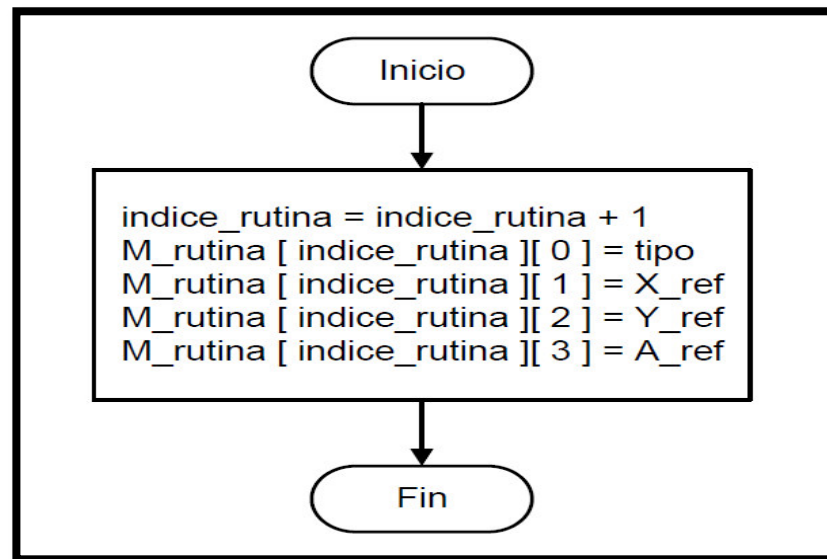 Inicio
indice_rutina = indice_rutina + 1
M_rutina [ indice_rutina ][ 0 ] = tipo
M_rutina [ indice_rutina ][ 1 ] = X_ref
M_rutina [ indice_rutina ][ 2 ] = Y_ref
M_rutina [ indice_rutina ][ 3 ] = A_ref
Fin